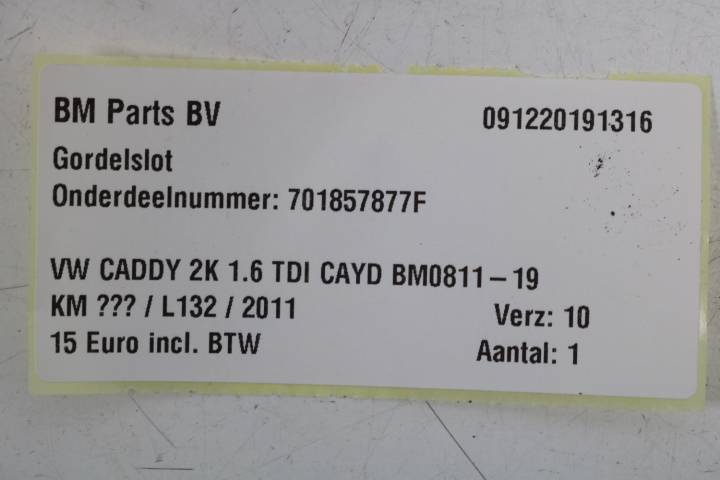 BM Parts BV 091220191316
Gordelslot
Onderdeelnummer: 701857877F
VW CADDY 2K 1.6 TDI CAYD BM0811-19
KM ??? / L132 / 2011 Verz: 10
15 Euro incl. BTW Aantal: 1